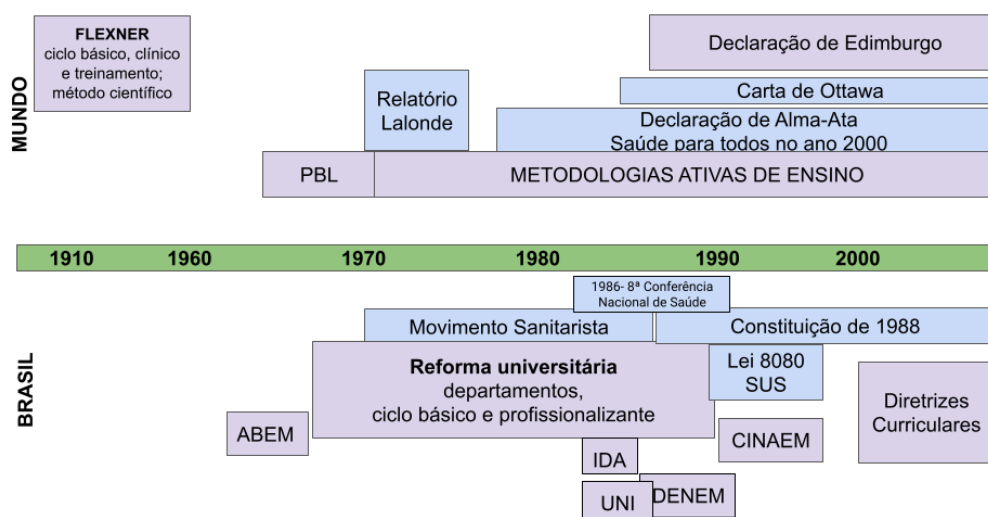 MUNDO
FLEXNER
ciclo básico, clínico
e treinamento;
método científico
Relatório
Lalonde
Declaração de Edimburgo
Carta de Ottawa
Declaração de Alma-Ata
Saúde para todos no ano 2000
PBL
METODOLOGIAS ATIVAS DE ENSINO
1910 1960 1970 1980 1990 2000
BRASIL
1986- 8ª Conferência
Nacional de Saúde
Movimento Sanitarista
Constituição de 1988
Reforma universitária
departamentos,
ciclo básico e profissionalizante
Lei 8080
SUS
Diretrizes
Curriculares
ABEM
CINAEM
IDA
UNI
DENEM